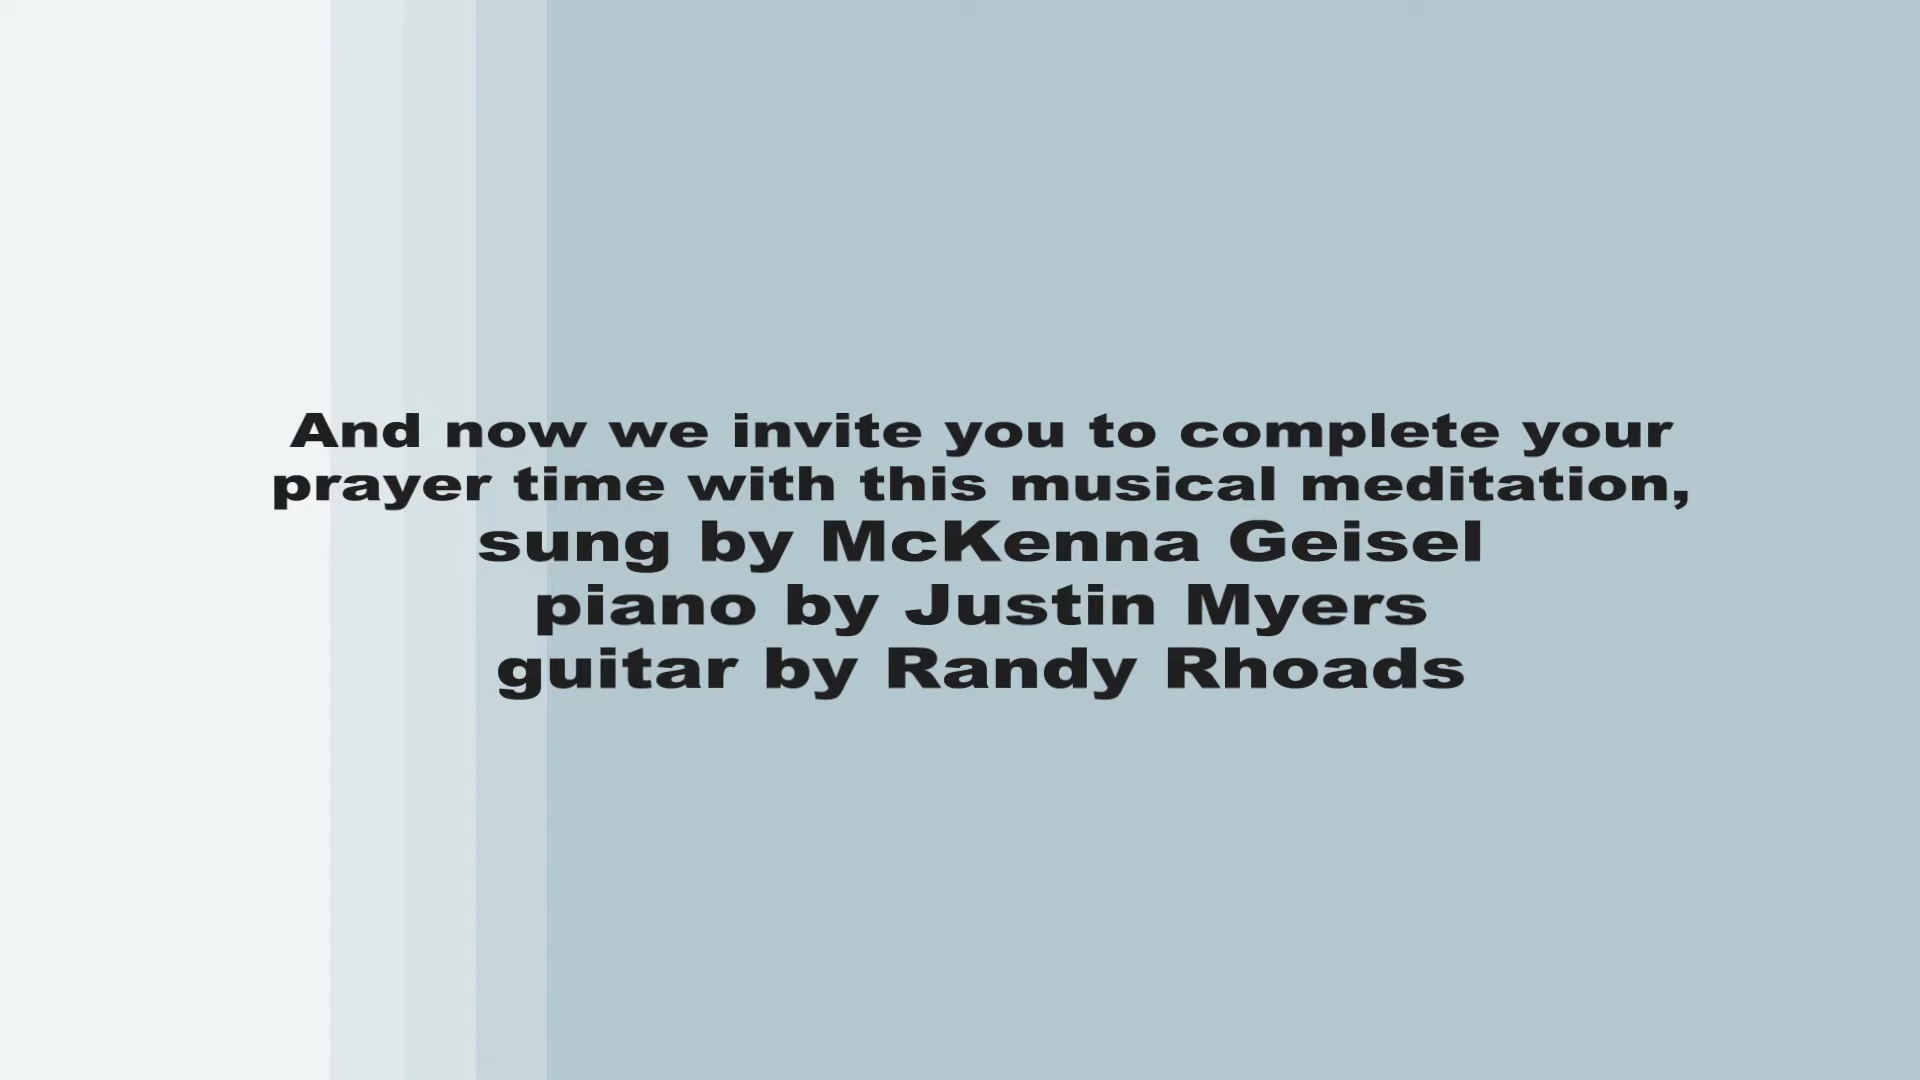 And now we invite you to complete your
prayer time with this musical meditation,
sung by McKenna Geisel
piano by Justin Myers
guitar by Randy Rhoads